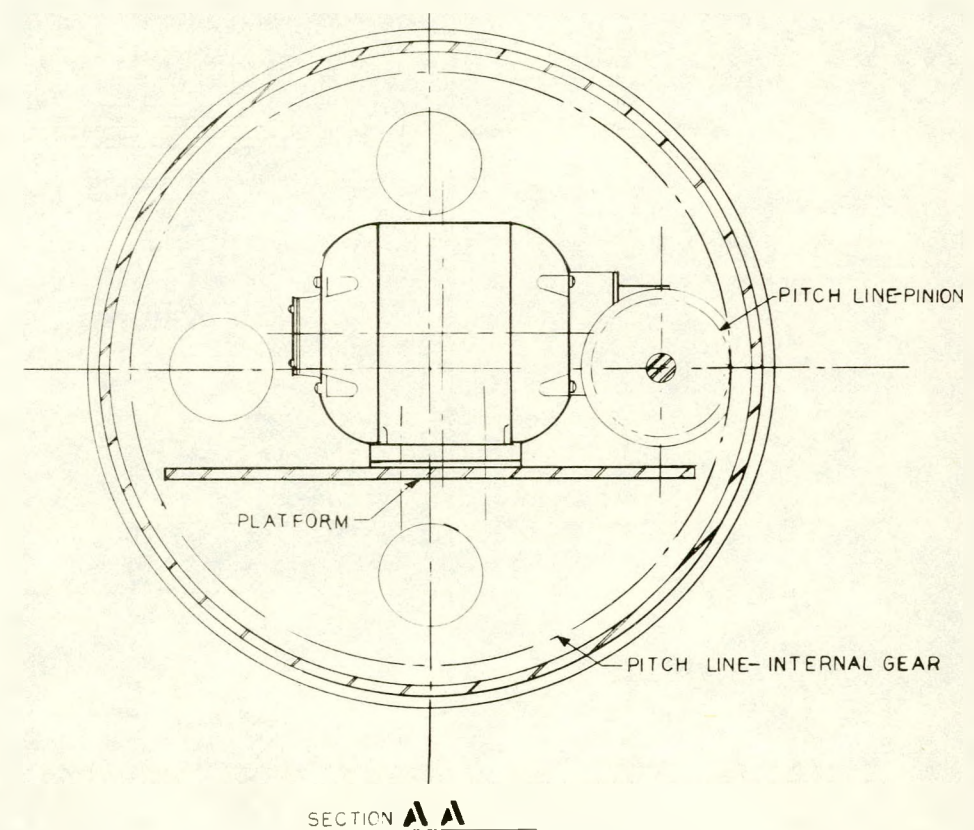 PITCH LINE-PINION
PLATFORM
PITCH LINE- INTERNAL GEAR
SECTION A A